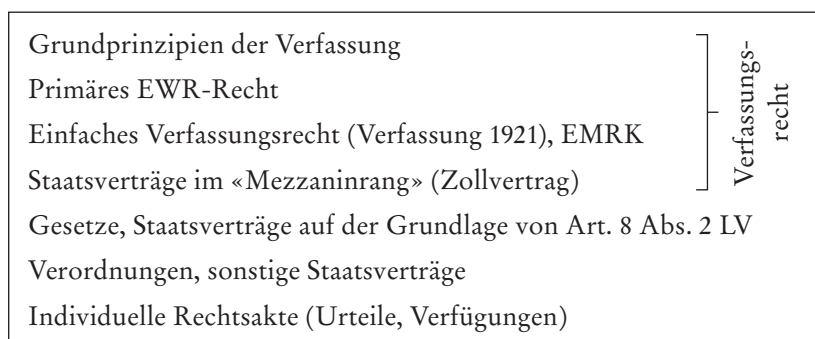 Grundprinzipien der Verfassung
Primäres EWR-Recht
Einfaches Verfassungsrecht (Verfassung 1921), EMRK
Staatsverträge im «Mezzaninrang» (Zollvertrag)
Verfassungs-
recht
Gesetze, Staatsverträge auf der Grundlage von Art. 8 Abs. 2 LV
Verordnungen, sonstige Staatsverträge
Individuelle Rechtsakte (Urteile, Verfügungen)